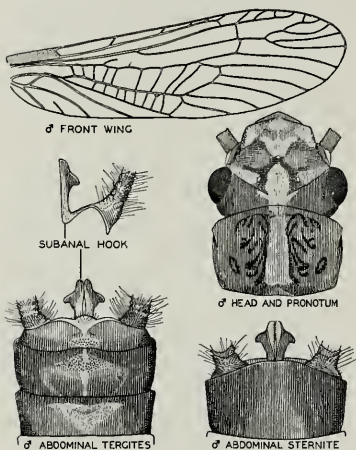 ♂ FRONT WING
SUBANAL HOOK
♂ HEAD AND PRONOTUM
♂ ABDOMINAL TERGITES
♂ ABDOMINAL STERNITE